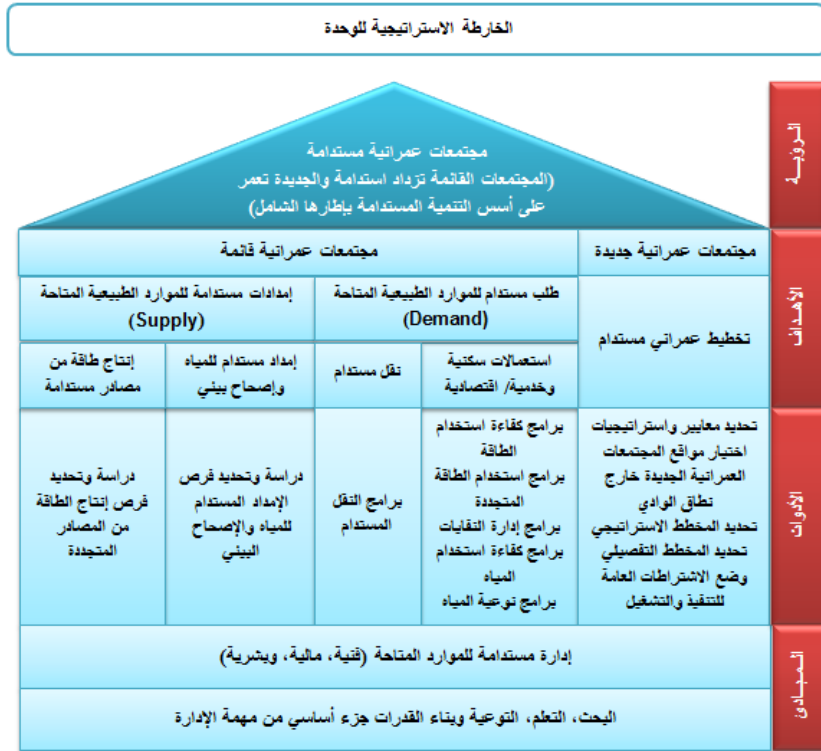 الخارطة الاستراتيجية للوحدة
الـرؤيـة
مجتمعات عمرانية مستدامة
(المجتمعات القائمة تزداد استدامة والجديدة تعمر
على أسس التنمية المستدامة بإطارها الشامل)
الأهداف
مجتمعات عمرانية جديدة
مجتمعات عمرانية قائمة
تخطيط عمراني مستدام
طلب مستدام للموارد الطبيعية المتاحة
(Demand)
إمدادات مستدامة للموارد الطبيعية المتاحة
(Supply)
استعمالات سكنية
وخدمية/ اقتصادية
نقل مستدام
إمداد مستدام للمياه
وإصحاح بيئي
إنتاج طاقة من
مصادر مستدامة
الأدوات
تحديد معايير واستراتيجيات
اختيار مواقع المجتمعات
العمرانية الجديدة خارج
نطاق الوادي
تحديد المخطط الاستراتيجي
تحديد المخطط التفصيلي
وضع الاشتراطات العامة
للتنفيذ والتشغيل
برامج كفاءة استخدام
الطاقة
برامج استخدام الطاقة
المتجددة
برامج إدارة النفايات
برامج كفاءة استخدام
المياه
برامج نوعية المياه
برامج النقل
المستدام
دراسة وتحديد فرص
الإمداد المستدام
للمياه والإصحاح
البيئي
دراسة وتحديد
فرص إنتاج الطاقة
من المصادر
المتجددة
الـمـبـادئ
إدارة مستدامة للموارد المتاحة (فنية، مالية، وبشرية)
البحث، التعلم، التوعية وبناء القدرات جزء أساسي من مهمة الإدارة